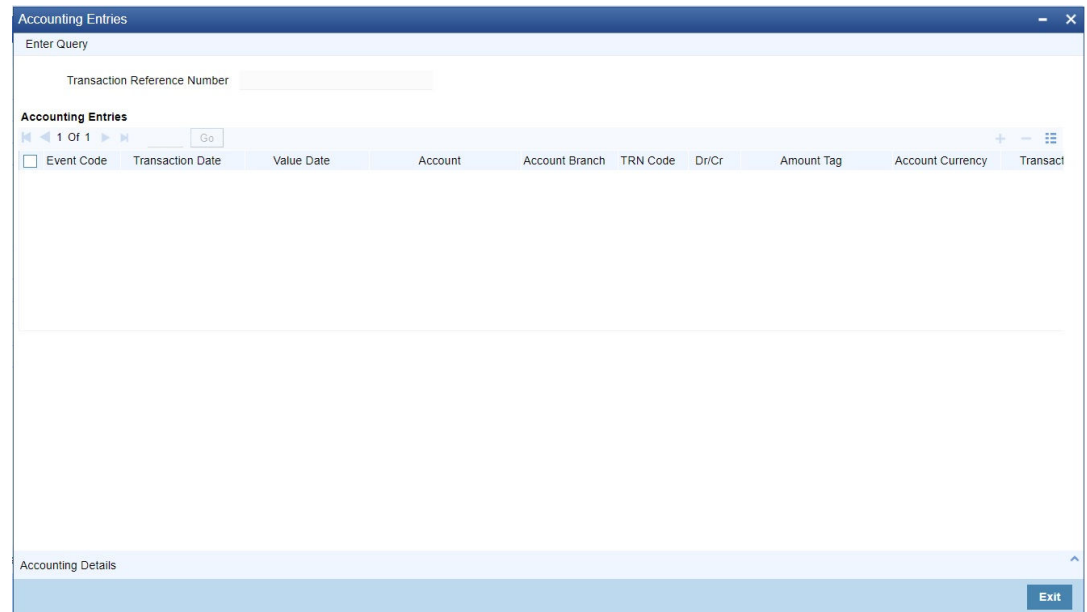 Accounting Entries
Enter Query
Transaction Reference Number
Accounting Entries
1 Of 1 Go
Event Code Transaction Date Value Date Account Account Branch TRN Code Dr/Cr Amount Tag Account Currency Transact
Accounting Details
Exit